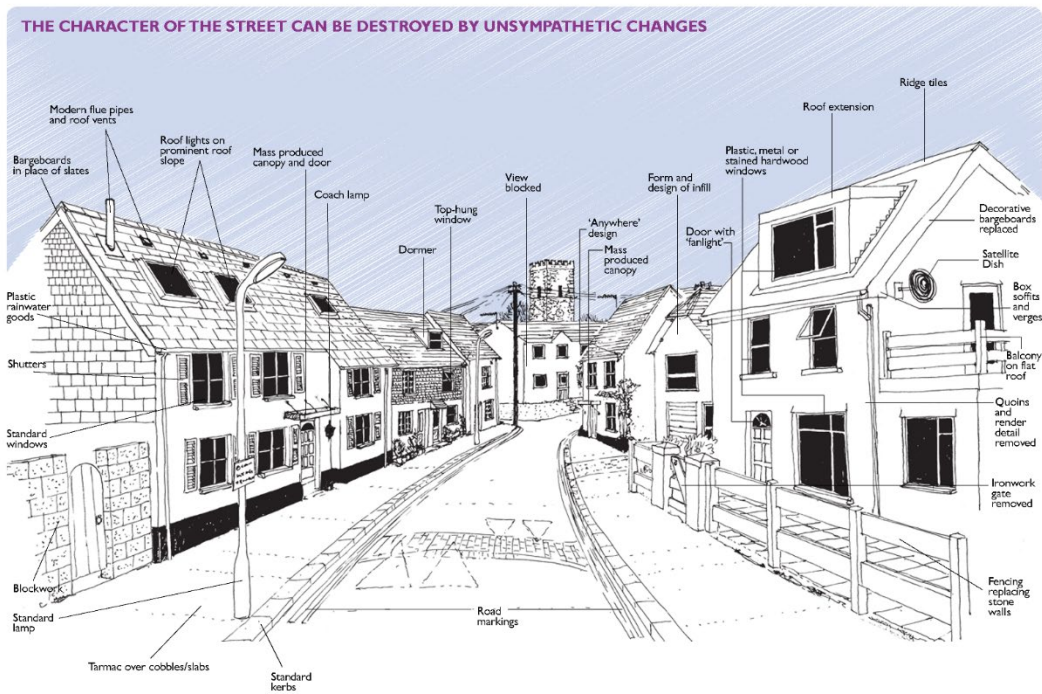 THE CHARACTER OF THE STREET CAN BE DESTROYED BY UNSYMPATHETIC CHANGES
Ridge tiles
Modern flue pipes
and roof vents
Roof extension
Roof lights on
prominent roof
slope
Mass produced
canopy and door
Plastic, metal or
stained hardwood
windows
Bargeboards
in place of slates
View
blocked
Form and
design of infill
Coach lamp
Top-hung
window
'Anywhere'
design
Decorative
bargeboards
replaced
Door with
'fanlight'
Mass
produced
canopy
Dormer
Satellite
Dish
Plastic
rainwater
goods
Box
soffits
and
verges
Shutters
Balcony
on flat
roof
Quoins
and
render
detail
removed
Standard
windows
Ironwork
gate
removed
Blockwork
Fencing
replacing
stone
walls
Standard
lamp
Road
markings
Tarmac over cobbles/slabs
Standard
kerbs